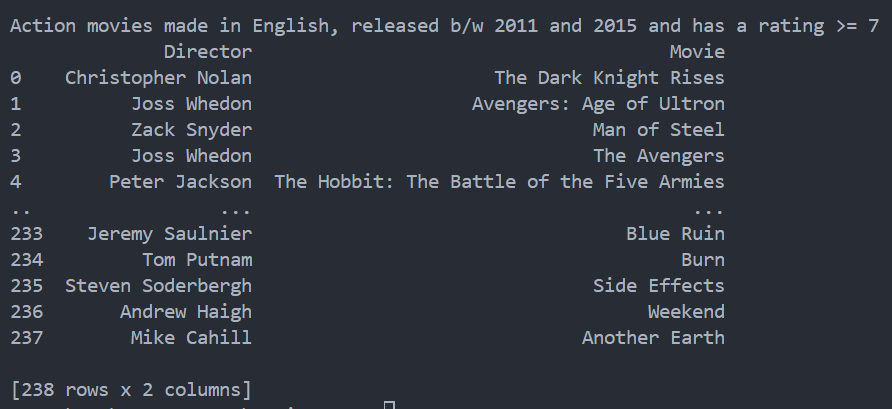 Action movies made in English, released b/w 2011 and 2015 and has a rating >= 7
Director Movie
0 Christopher Nolan The Dark Knight Rises
1 Joss Whedon Avengers: Age of Ultron
2 Zack Snyder Man of Steel
3 Joss Whedon The Avengers
4 Peter Jackson The Hobbit: The Battle of the Five Armies
.. ... ...
233 Jeremy Saulnier Blue Ruin
234 Tom Putnam Burn
235 Steven Soderbergh Side Effects
236 Andrew Haigh Weekend
237 Mike Cahill Another Earth
[238 rows x 2 columns]